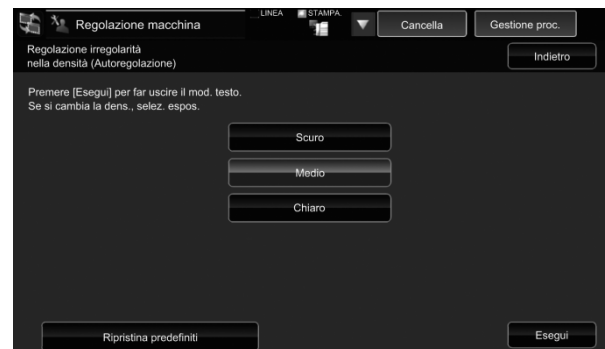 Regolazione macchina
LINEA
STAMPA.
Cancella
Gestione proc.
Regolazione irregolarità
nella densità (Autoregolazione)
Indietro
Premere [Esegui] per far uscire il mod. testo.
Se si cambia la dens., selez. espos.
Scuro
Medio
Chiaro
Ripristina predefiniti
Esegui